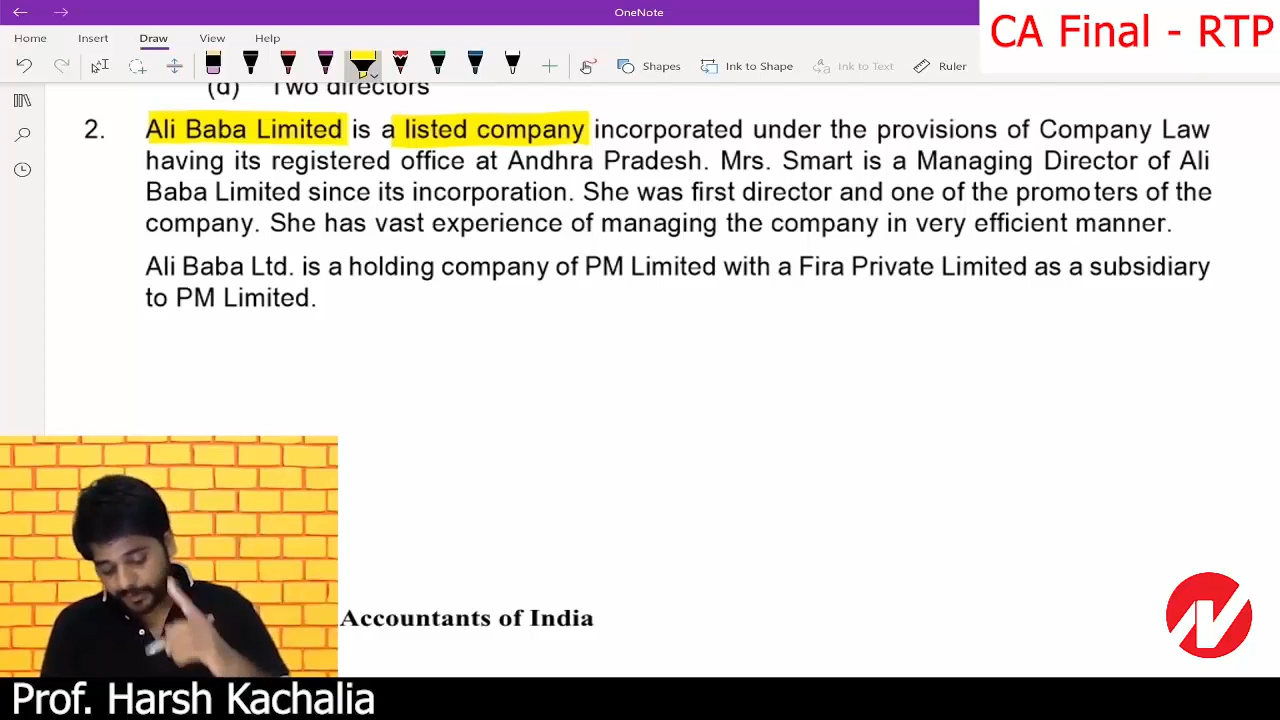 OneNote
CA Final - RTP
Home Insert Draw View Help
Shapes Ink to Shape Ink to Text Ruler
(d) Two directors
2. Ali Baba Limited is a listed company incorporated under the provisions of Company Law
having its registered office at Andhra Pradesh. Mrs. Smart is a Managing Director of Ali
Baba Limited since its incorporation. She was first director and one of the promoters of the
company. She has vast experience of managing the company in very efficient manner.
Ali Baba Ltd. is a holding company of PM Limited with a Fira Private Limited as a subsidiary
to PM Limited.
Accountants of India
Prof. Harsh Kachalia